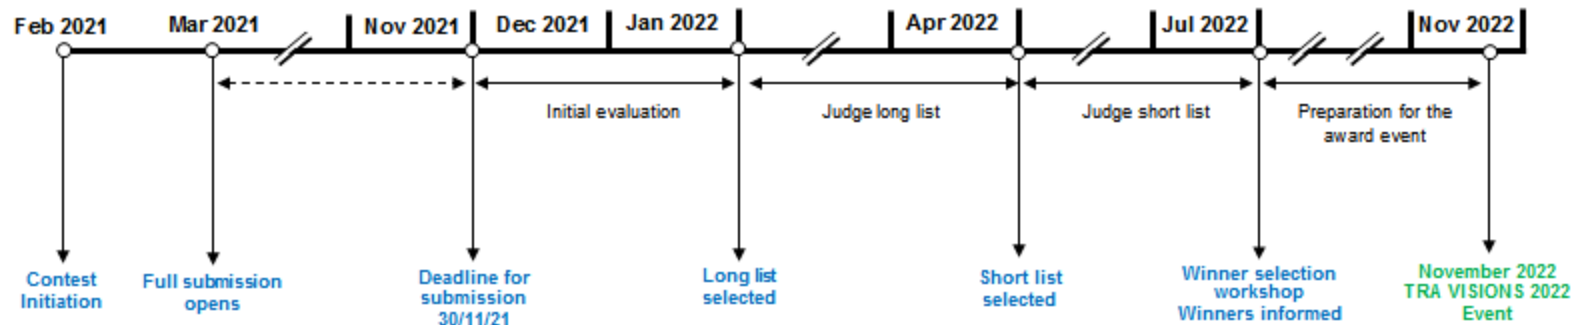 Feb 2021
Mar 2021
Nov 2021
Dec 2021
Jan 2022
Apr 2022
Jul 2022
Nov 2022
Initial evaluation
Judge long list
Judge short list
Preparation for the
award event
Contest
Initiation
Full submission
opens
Deadline for
submission
30/11/21
Long list
selected
Short list
selected
Winner selection
workshop
Winners informed
November 2022
TRA VISIONS 2022
Event